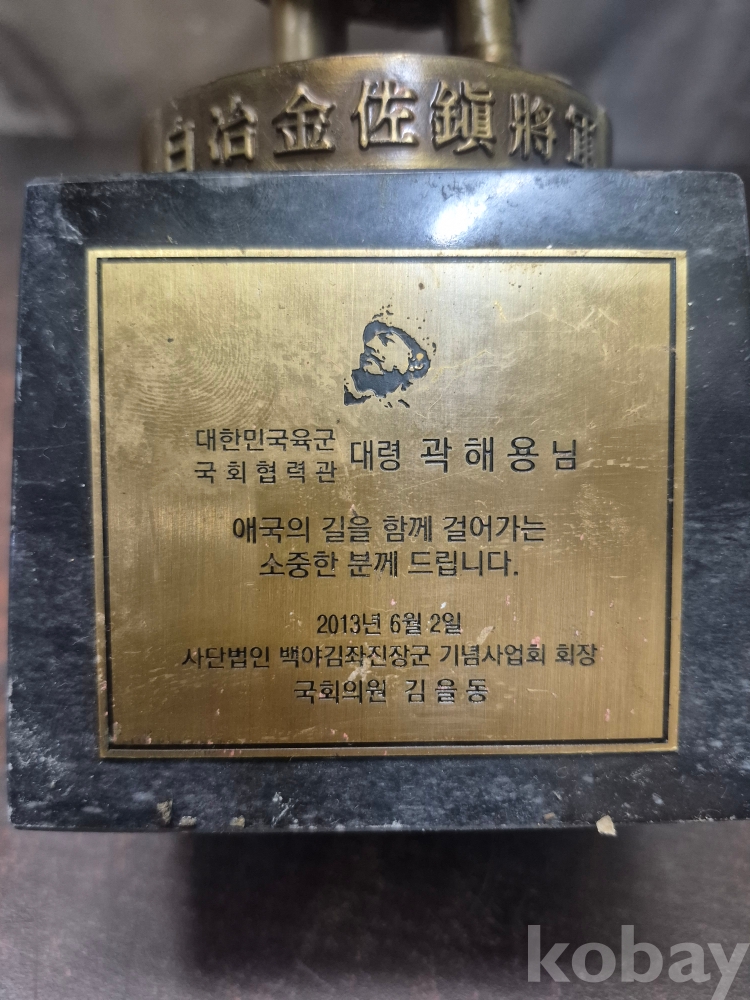 自冶金佐鎭將軍
대한민국육군
국회협력관 대령 곽해용님
애국의 길을 함께 걸어가는
소중한 분께 드립니다.
2013년 6월 2일
사단법인 백야김좌진장군 기념사업회 회장
국회의원 김을동
kobay